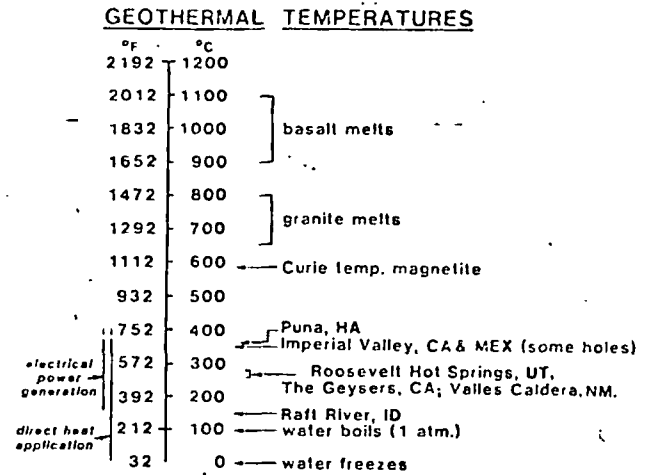 GEOTHERMAL TEMPERATURES
°F °C
2192 1200
2012 1100
1832 1000 basalt melts
1652 900
1472 800
granite melts
1292 700
1112 600 Curie temp. magnetite
932 500
752 400 Puna, HA
Imperial Valley, CA & MEX (some holes)
electrical
power
generation
572 300 Roosevelt Hot Springs, UT,
The Geysers, CA; Valles Caldera, NM.
392 200
Raft River, ID
direct heat
application
212 100 water boils (1 atm.)
32 0 water freezes